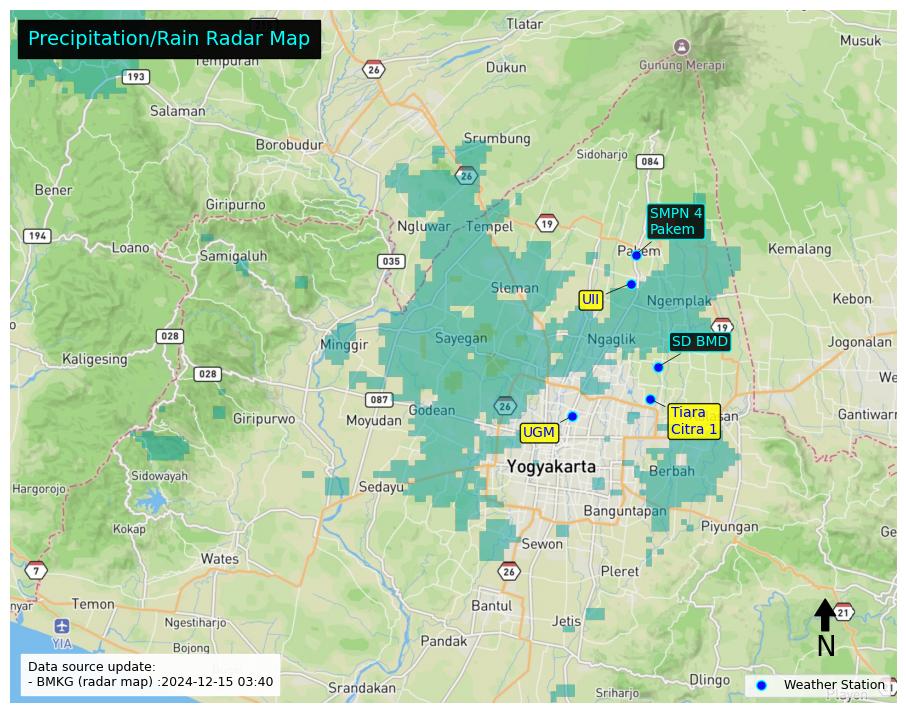 Precipitation/Rain Radar Map
Tlatar
Musuk
Tempuran
26
Dukun
Gunung Merapi
193
Salaman
Borobudur
Srumbung
Sidoharjo
084
26
Bener
Giripurno
SMPN 4
Pakem
194
Loano
Samigaluh
Ngluwar
Tempel
19
Pakem
Kemalang
035
Sleman
UII
Ngemplak
Kebon
028
Minggir
Sayegan
Ngaglik
19
SD BMD
Jogonalan
Kaligesing
028
087
Godean
26
Giripurwo
Moyudan
UGM
Tiara
Citra 1
Gantiwarn
Yogyakarta
Berbah
Sidowayah
Hargorojo
Sedayu
Banguntapan
Kokap
Piyungan
Sewon
Wates
7
26
Pleret
Temon
Bantul
21
Ngestiharjo
Jetis
YIA
Bojong
Pandak
N
Data source update:
- BMKG (radar map) :2024-12-15 03:40
Srandakan
Sriharjo
Dlingo
Weather Station
Playen